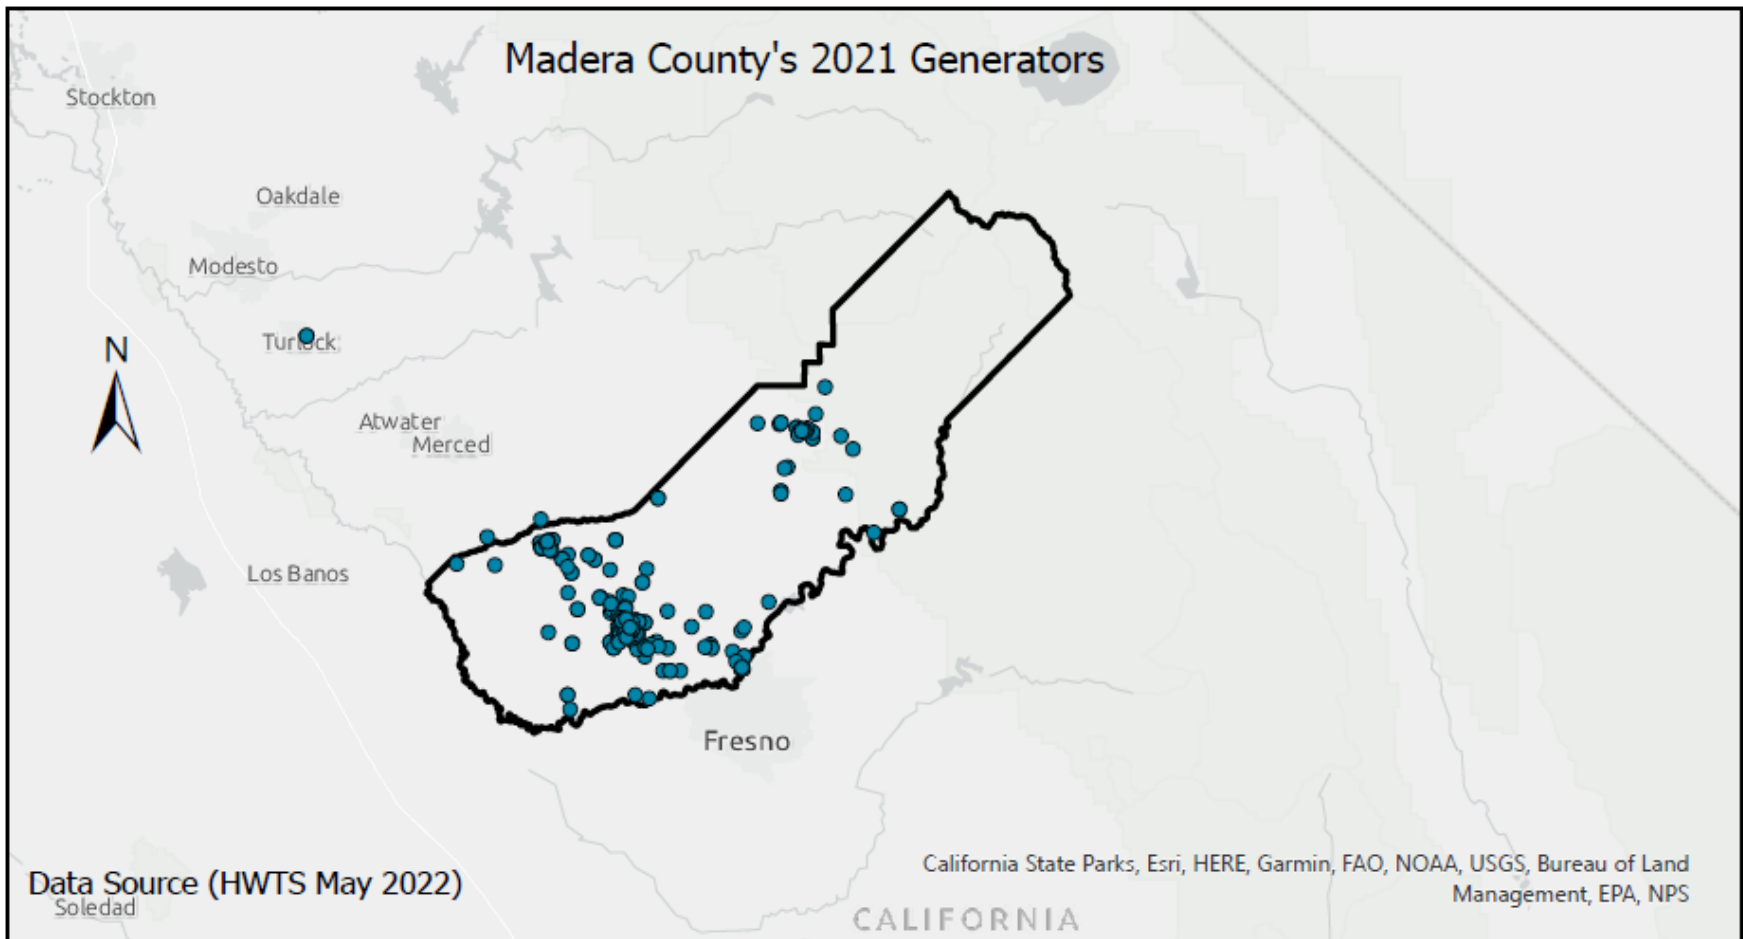 Madera County's 2021 Generators
Stockton
Oakdale
Modesto
Turlock
N
Atwater
Merced
Los Banos
Fresno
Data Source (HWTS May 2022)
Soledad
California State Parks, Esri, HERE, Garmin, FAO, NOAA, USGS, Bureau of Land
Management, EPA, NPS
CALIFORNIA